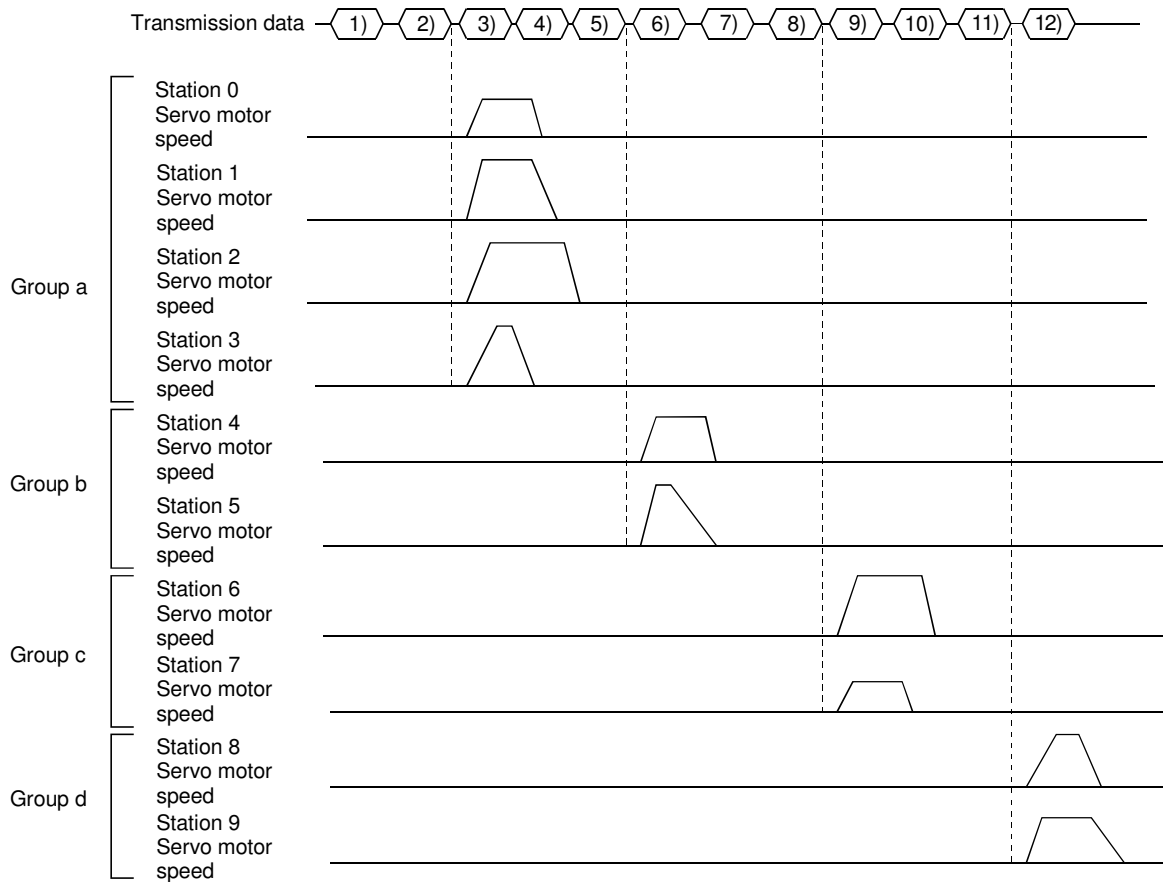 Transmission data 1) 2) 3) 4) 5) 6) 7) 8) 9) 10) 11) 12)
Group a
Station 0
Servo motor
speed
Station 1
Servo motor
speed
Station 2
Servo motor
speed
Station 3
Servo motor
speed
Group b
Station 4
Servo motor
speed
Station 5
Servo motor
speed
Group c
Station 6
Servo motor
speed
Station 7
Servo motor
speed
Group d
Station 8
Servo motor
speed
Station 9
Servo motor
speed